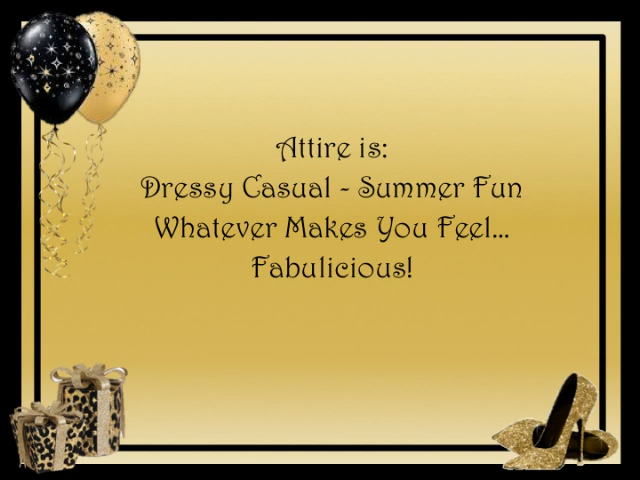 Attire is:
Dressy Casual - Summer Fun
Whatever Makes You Feel...
Fabulicious!